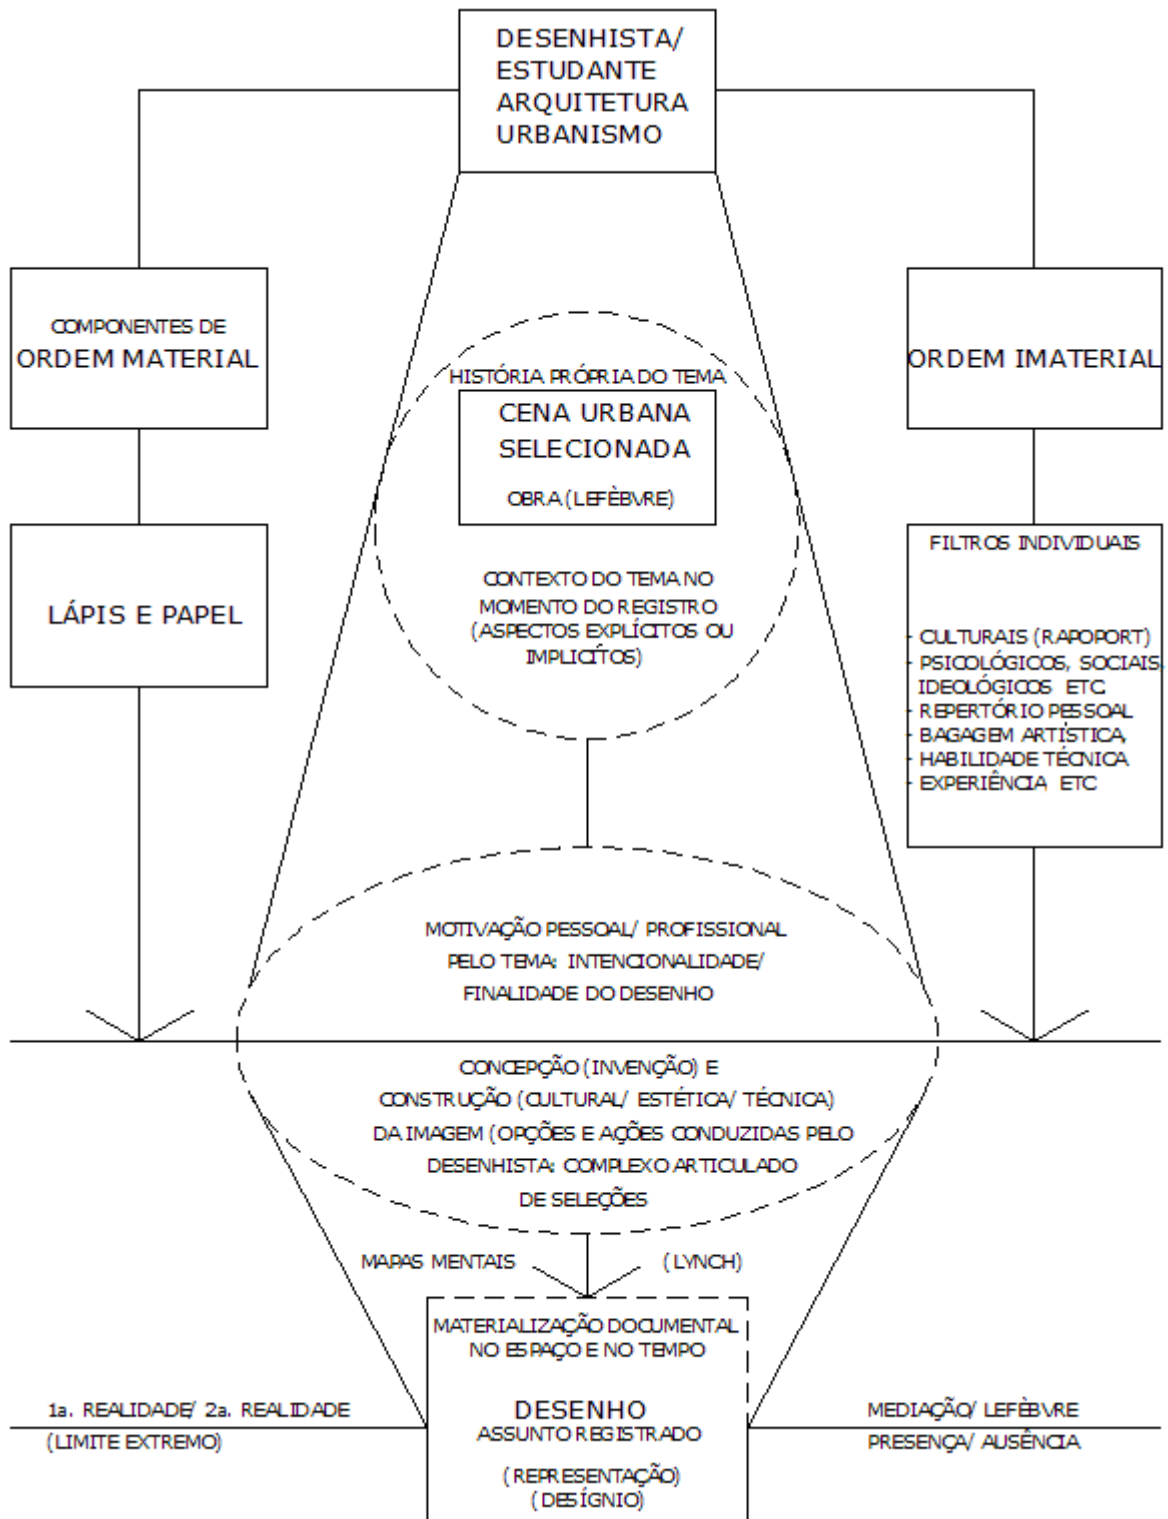 DESENHISTA/
ESTUDANTE
ARQUITETURA
URBANISMO
COMPONENTES DE
ORDEM MATERIAL
LÁPIS E PAPEL
HISTÓRIA PRÓPRIA DO TEMA
CENA URBANA
SELECIONADA
OBRA (LEFÈBVRE)
CONTEXTO DO TEMA NO
MOMENTO DO REGISTRO
(ASPECTOS EXPLÍCITOS OU
IMPLICÍTOS)
ORDEM IMATERIAL
FILTROS INDIVIDUAIS
- CULTURAIS (RAPOPORT)
- PSICOLÓGICOS, SOCIAIS,
IDEOLÓGICOS ETC.
- REPERTÓRIO PESSOAL
- BAGAGEM ARTÍSTICA,
- HABILIDADE TÉCNICA
- EXPERIÊNCIA, ETC
MOTIVAÇÃO PESSOAL/ PROFISSIONAL
PELO TEMA: INTENCIONALIDADE/
FINALIDADE DO DESENHO
CONCEPÇÃO (INVENÇÃO) E
CONSTRUÇÃO (CULTURAL/ ESTÉTICA/ TÉCNICA)
DA IMAGEM (OPÇÕES E AÇÕES CONDUZIDAS PELO
DESENHISTA: COMPLEXO ARTICULADO
DE SELEÇÕES
MAPAS MENTAIS (LYNCH)
MATERIALIZAÇÃO DOCUMENTAL
NO ESPAÇO E NO TEMPO
DESENHO
ASSUNTO REGISTRADO
(REPRESENTAÇÃO)
(DESÍGNIO)
1a. REALIDADE/ 2a. REALIDADE
(LIMITE EXTREMO)
MEDIAÇÃO/ LEFÈBVRE
PRESENÇA/ AUSÊNCIA